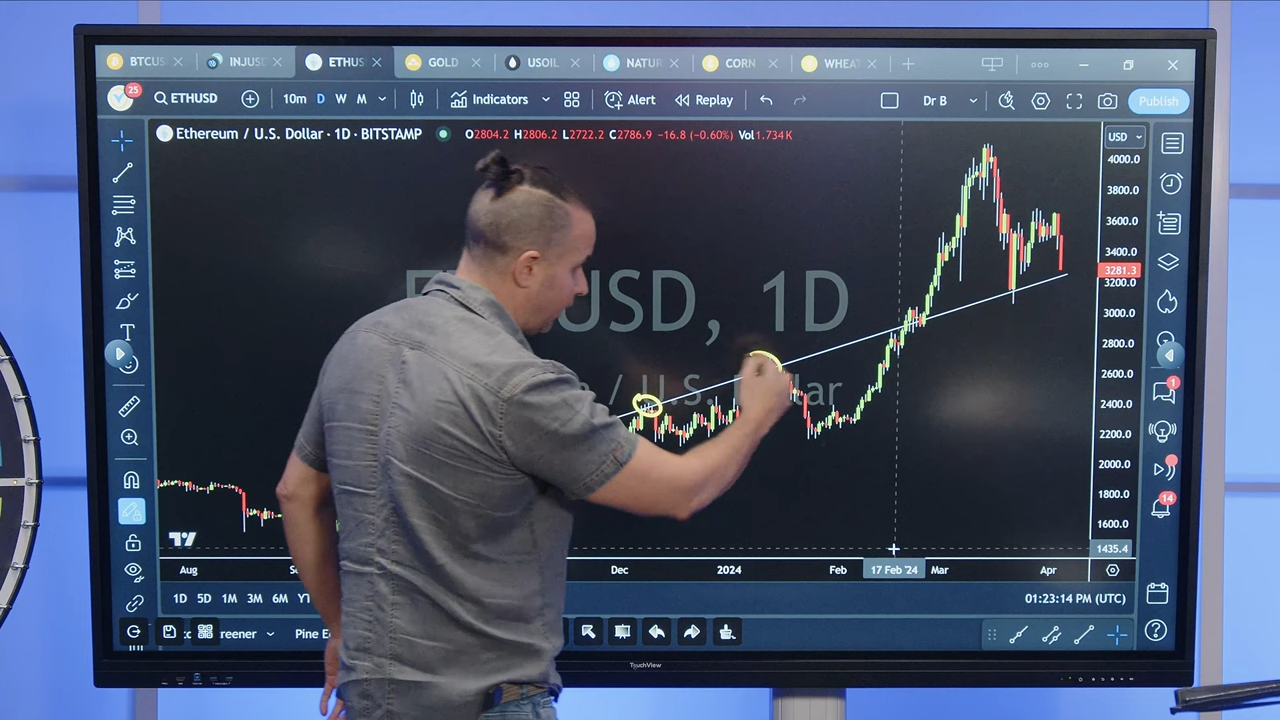 BTCUS INJUS ETHUS GOLD USOIL NATUR CORN WHEAT
25 ETHUSD 10m D W M Indicators Alert Replay Dr B Publish
Ethereum / U.S. Dollar · 1D · BITSTAMP O2804.2 H2806.2 L2722.2 C2786.9 −16.8 (−0.60%) Vol1.734K
USD
4000.0
3800.0
3600.0
3400.0
3281.3
3200.0
3000.0
2800.0
2600.0
2400.0
2200.0
2000.0
1800.0
1600.0
1435.4
USD, 1D
/ U.S.
lar
T
1
14
Aug Dec 2024 Feb 17 Feb '24 Mar Apr
1D 5D 1M 3M 6M 01:23:14 PM (UTC)
reener Pine
TouchView